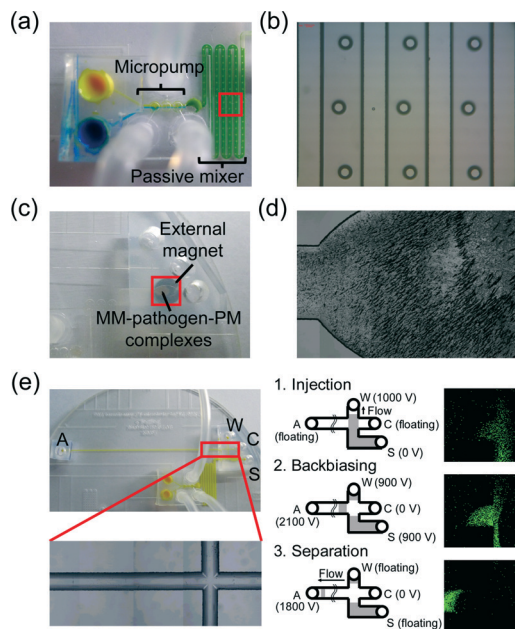 (a)
Micropump
Passive mixer
(b)
(c)
External
magnet
MM-pathogen-PM
complexes
(d)
(e)
A
W
C
S
1. Injection
W (1000 V)
Flow
A
(floating)
C (floating)
S (0 V)
2. Backbiasing
W (900 V)
A
(2100 V)
C (0 V)
S (900 V)
3. Separation
W (floating)
Flow
A
(1800 V)
C (0 V)
S (floating)